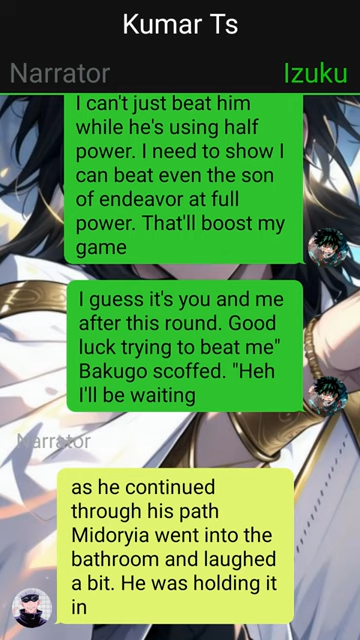 Kumar Ts
Narrator
Izuku
I can't just beat him
while he's using half
power. I need to show I
can beat even the son
of endeavor at full
power. That'll boost my
game
I guess it's you and me
after this round. Good
luck trying to beat me"
Bakugo scoffed. "Heh
I'll be waiting
Narrator
as he continued
through his path
Midoryia went into the
bathroom and laughed
a bit. He was holding it
in